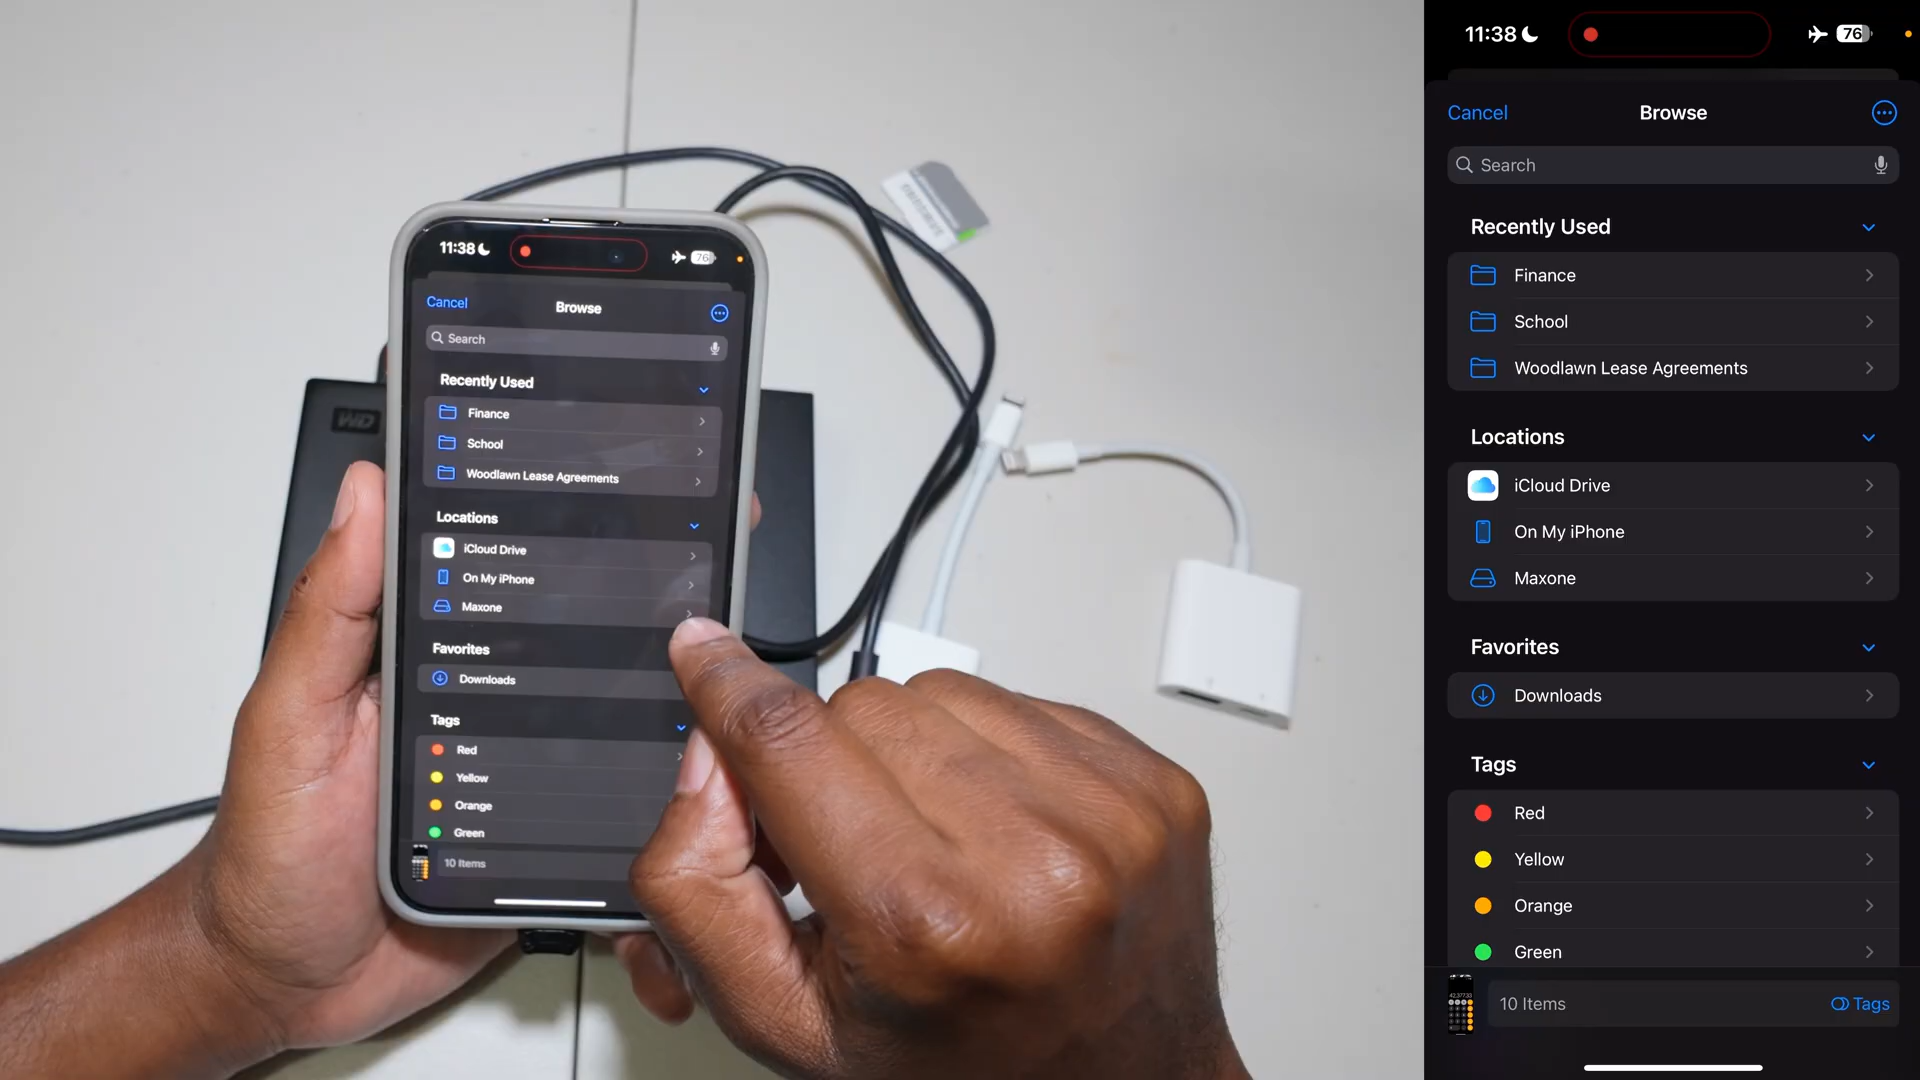 11:38
76
Cancel
Browse
Search
Recently Used
Finance
School
Woodlawn Lease Agreements
Locations
iCloud Drive
On My iPhone
Maxone
Favorites
Downloads
Tags
Red
Yellow
Orange
Green
10 Items
WD
SAMSUNG
11:38
76
Cancel
Browse
Search
Recently Used
Finance
School
Woodlawn Lease Agreements
Locations
iCloud Drive
On My iPhone
Maxone
Favorites
Downloads
Tags
Red
Yellow
Orange
Green
10 Items
Tags